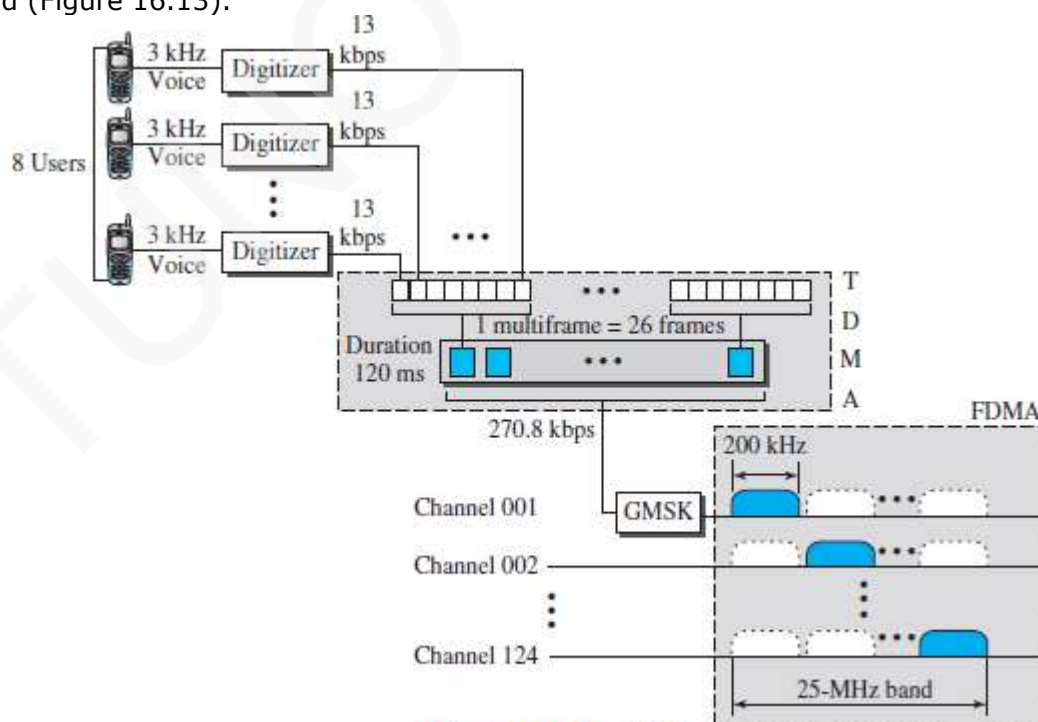 d (Figure 16.13).
8 Users
3 kHz
Voice
Digitizer
13
kbps
3 kHz
Voice
Digitizer
13
kbps
3 kHz
Voice
Digitizer
13
kbps
T
D
M
A
1 multiframe = 26 frames
Duration
120 ms
270.8 kbps
FDMA
200 kHz
Channel 001
GMSK
Channel 002
Channel 124
25-MHz band